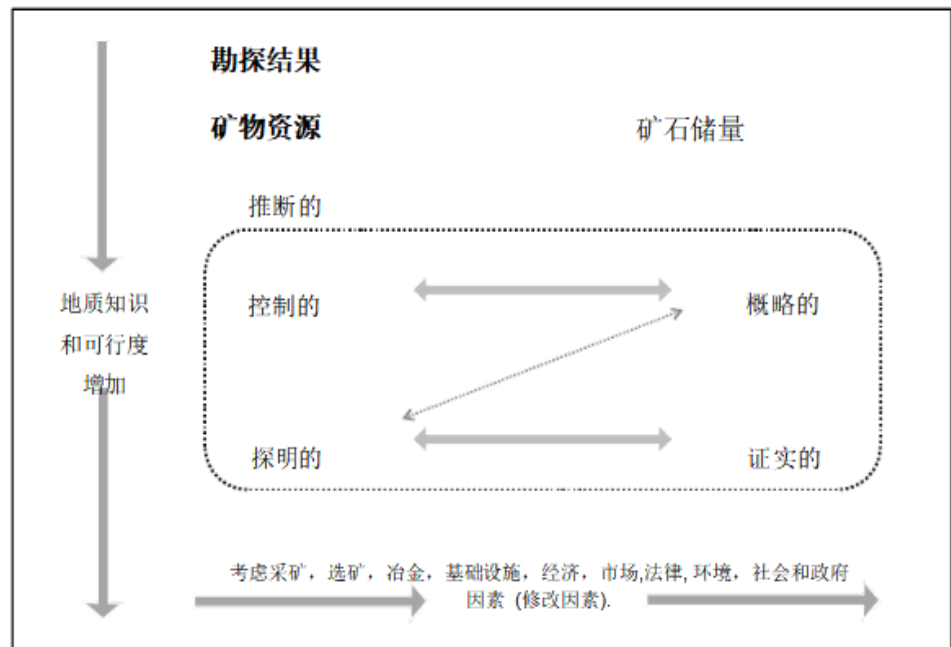 勘探结果
矿物资源 矿石储量
推断的
控制的 概略的
地质知识
和可行度
增加
探明的 证实的
考虑采矿，选矿，冶金，基础设施，经济，市场,法律, 环境，社会和政府
因素 (修改因素).